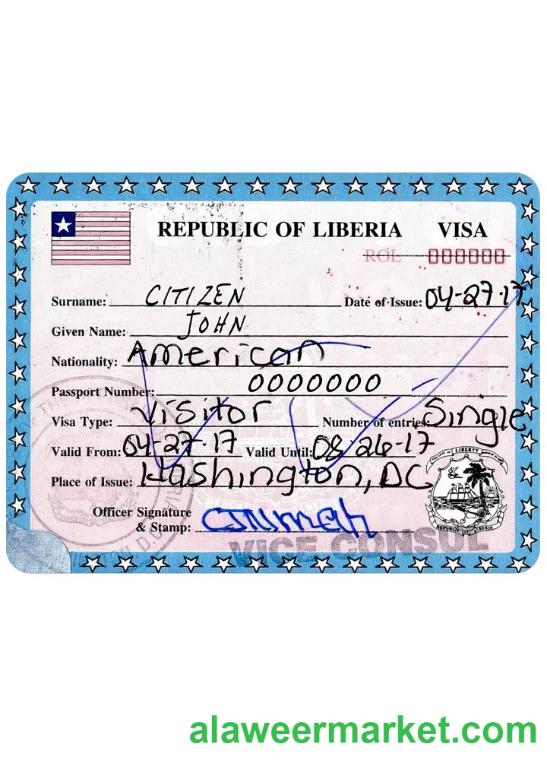 REPUBLIC OF LIBERIA VISA
ROL 000000
Surname: CITIZEN Date of Issue: 04-27-17
Given Name: JOHN
Nationality: American
Passport Number: 0000000
Visa Type: Visitor Number of entries: Single
Valid From: 04-27-17 Valid Until: 08-26-17
Place of Issue: Washington, DC
Officer Signature
& Stamp:
VICE CONSUL
LIBERTY
REPUBLIC OF LIBERIA
alaweermarket.com